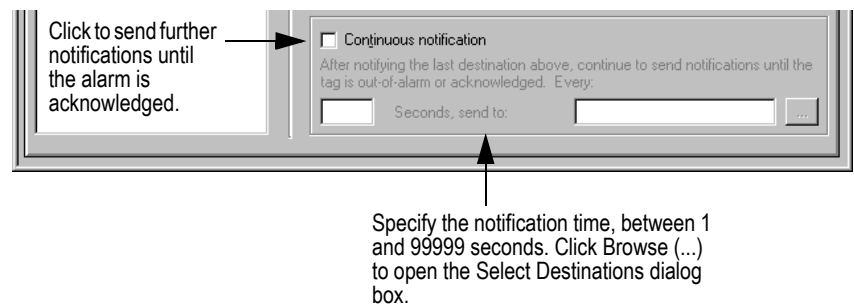 Click to send further
notifications until
the alarm is
acknowledged.
Continuous notification
After notifying the last destination above, continue to send notifications until the
tag is out-of-alarm or acknowledged. Every:
Seconds, send to:
...
Specify the notification time, between 1
and 99999 seconds. Click Browse (...)
to open the Select Destinations dialog
box.